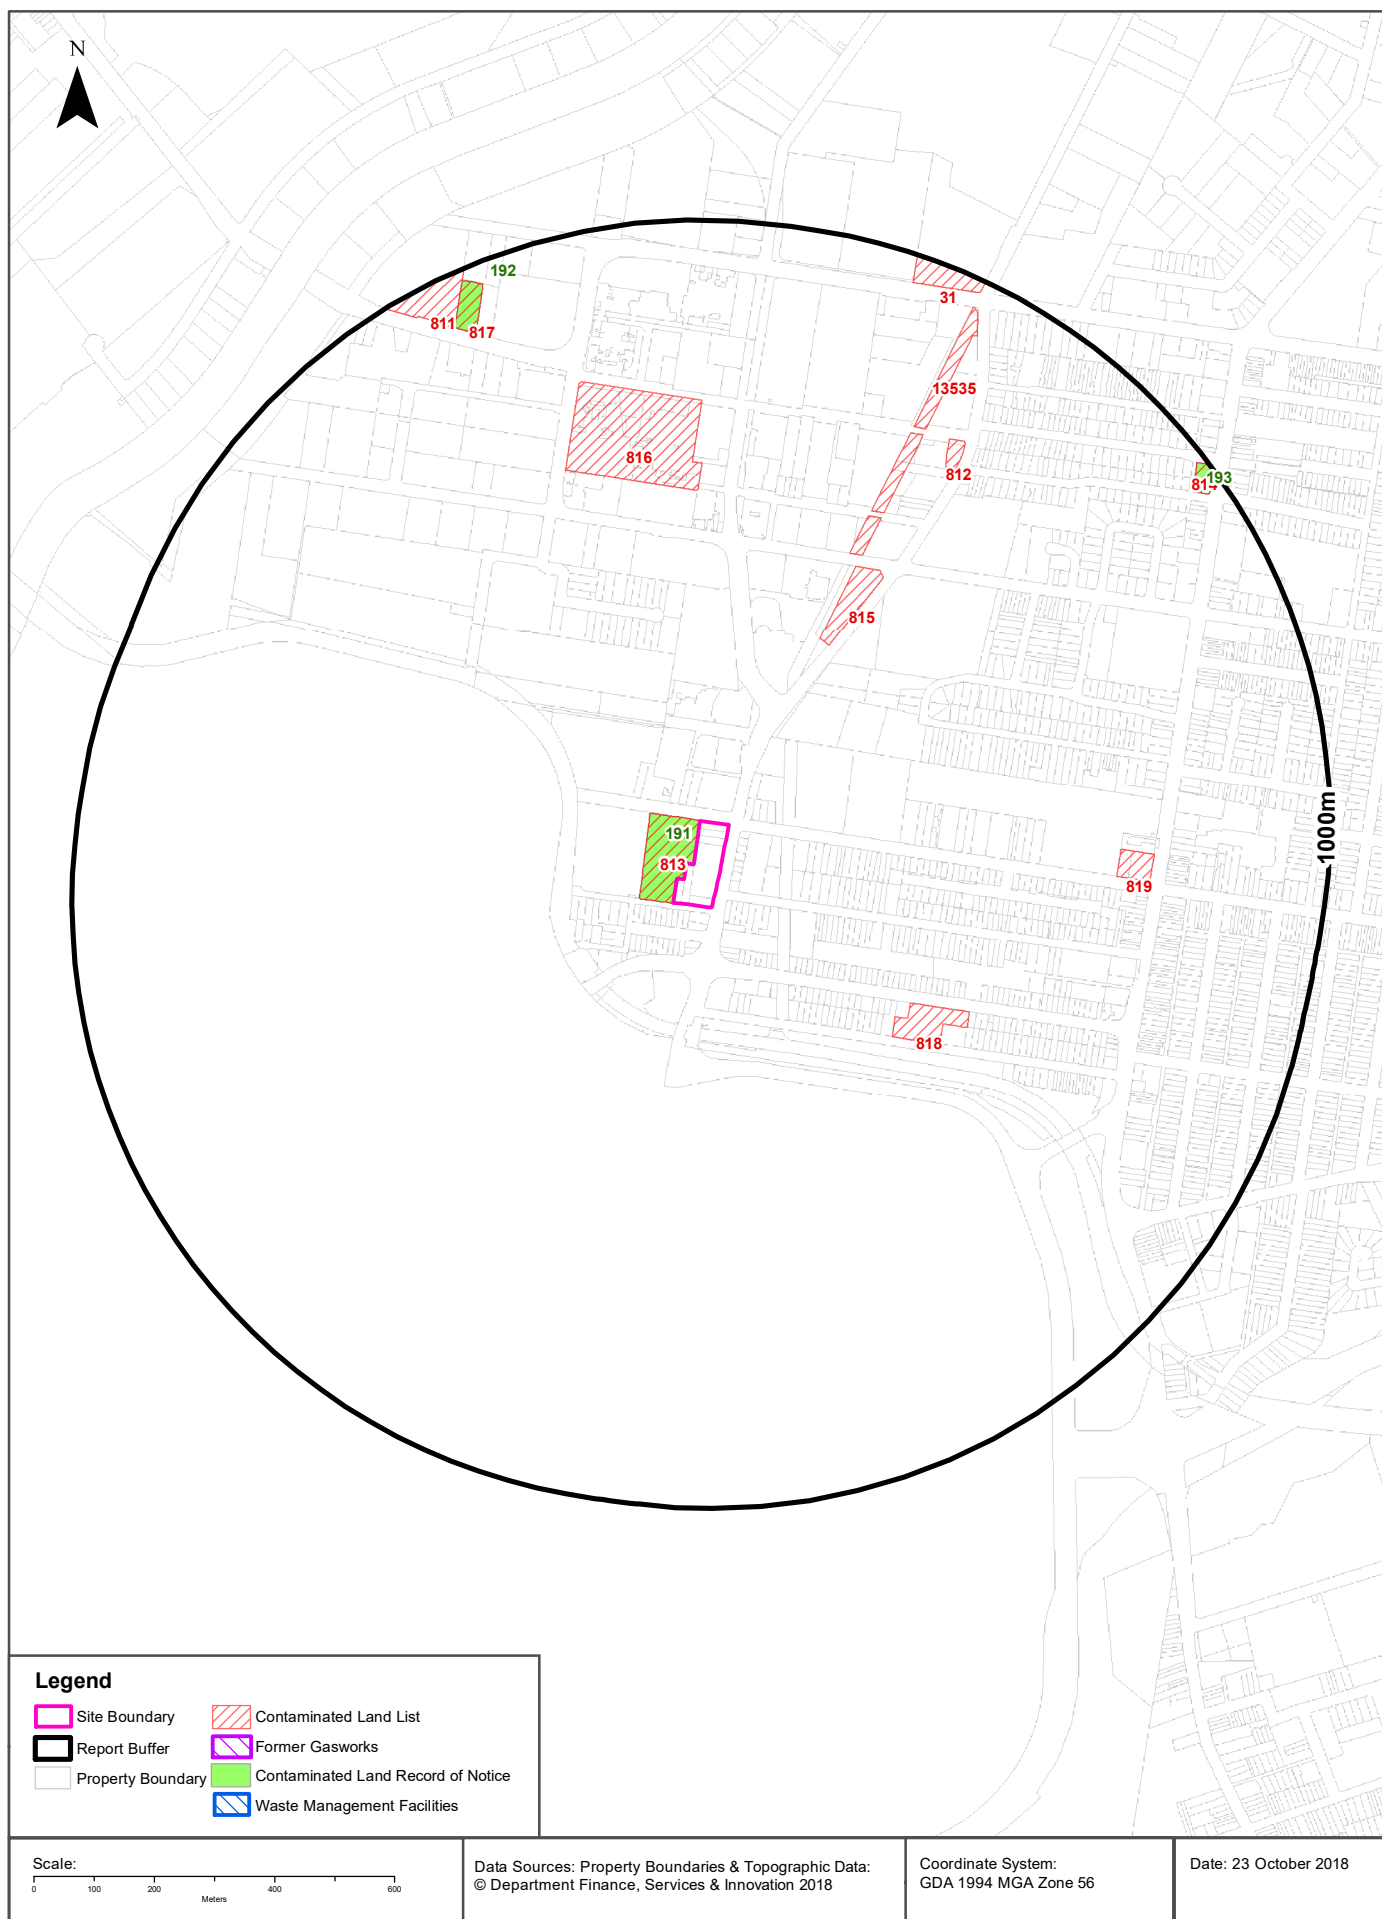 N
192
31
811
817
13535
816
812
814
193
815
1000m
191
813
819
818
Legend
Site Boundary
Contaminated Land List
Report Buffer
Former Gasworks
Property Boundary
Contaminated Land Record of Notice
Waste Management Facilities
Scale:
0 100 200 400 600
Meters
Data Sources: Property Boundaries & Topographic Data:
© Department Finance, Services & Innovation 2018
Coordinate System:
GDA 1994 MGA Zone 56
Date: 23 October 2018